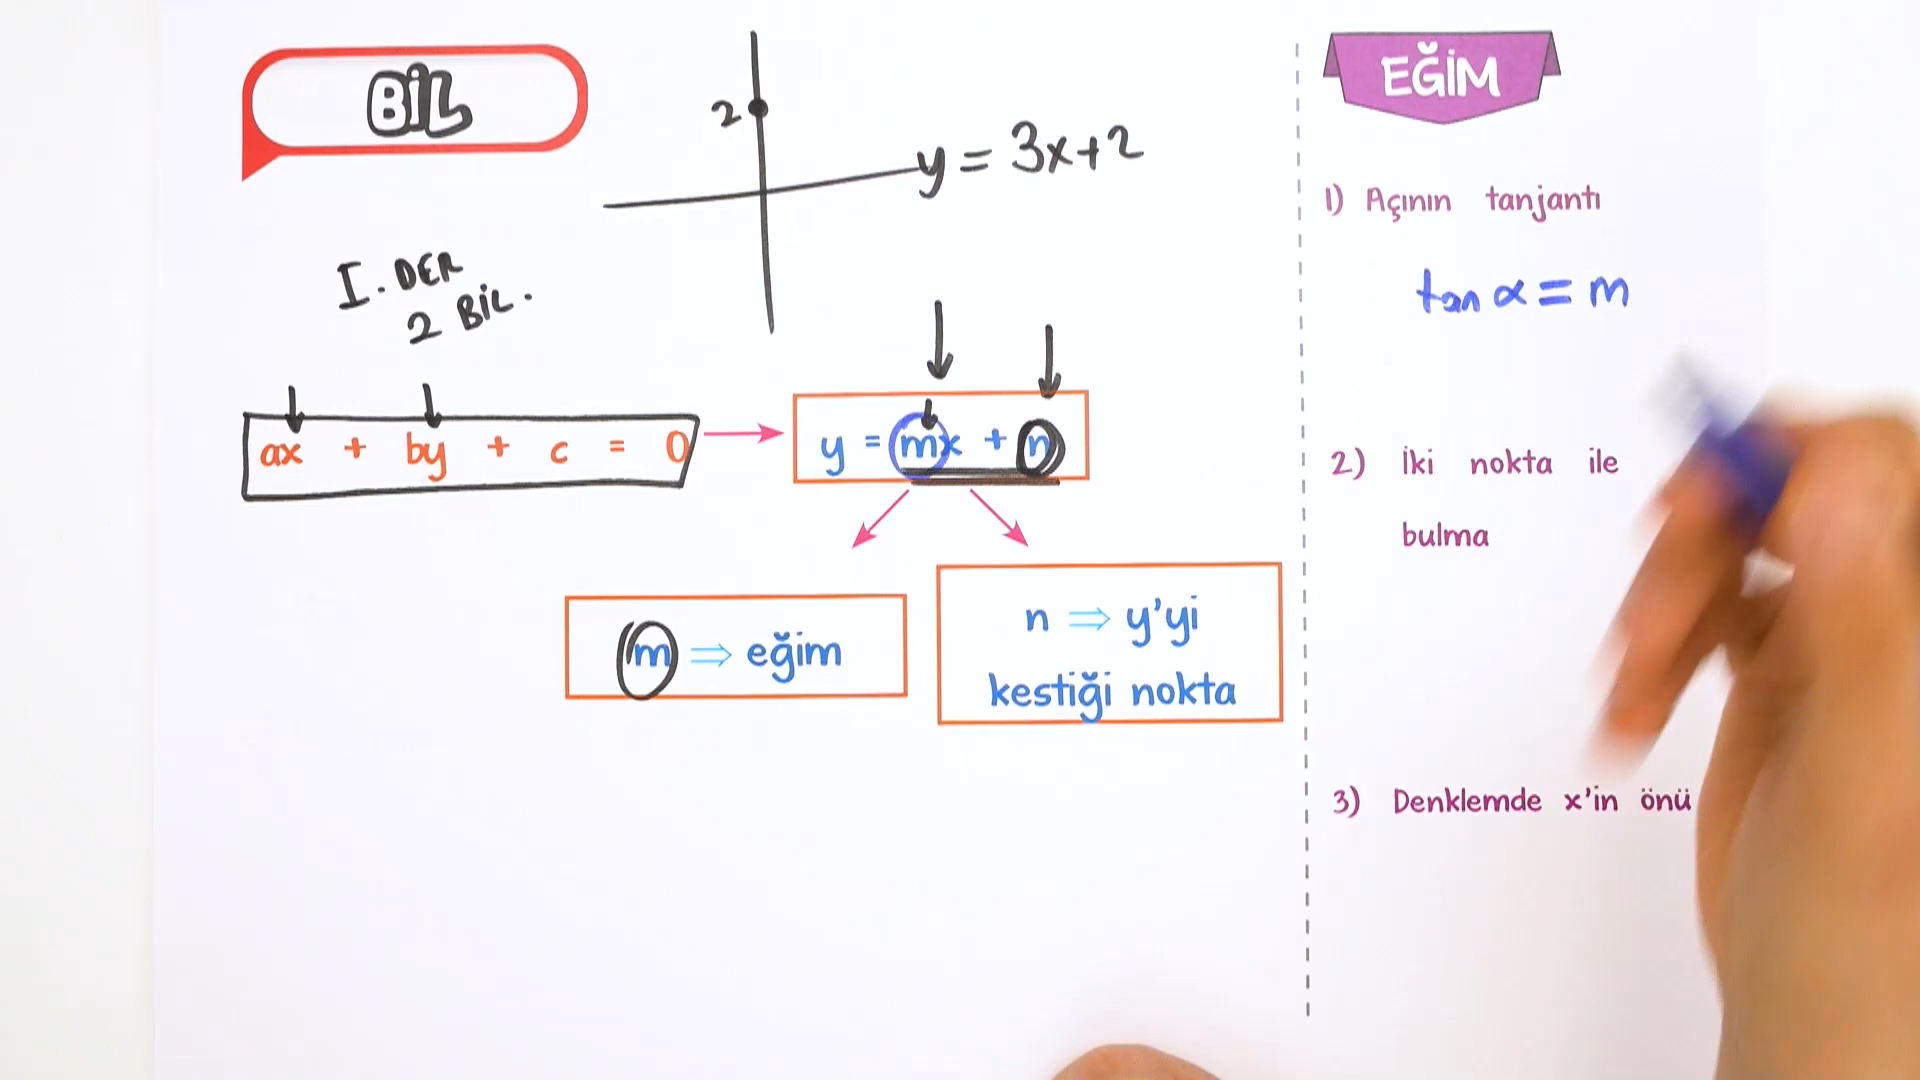 BİL
2
y = 3x+2
I. DER
2 BİL.
ax + by + c = 0
y = mx + n
m ⇒ eğim
n ⇒ y'yi
kestiği nokta
EĞİM
1) Açının tanjantı
tan α = m
2) İki nokta ile
bulma
3) Denklemde x'in önü